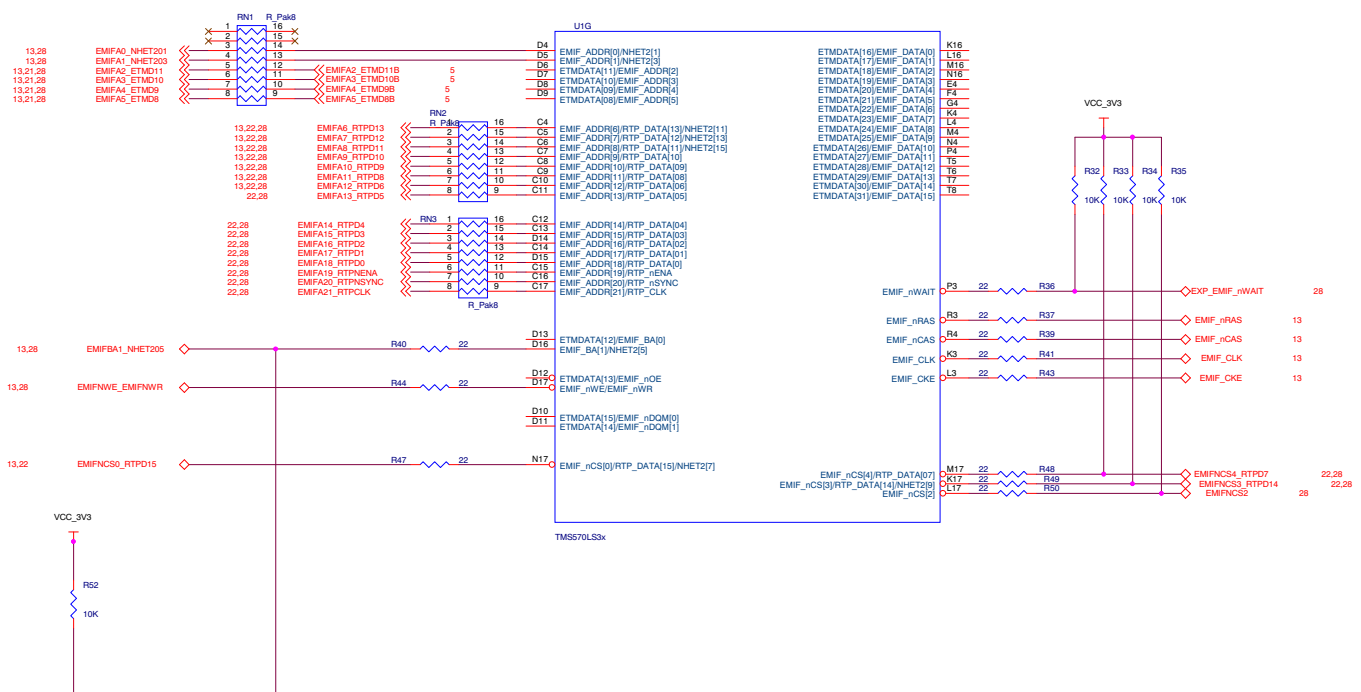 RN1 R_Pak8
1 16
2 15
13,28 EMIFA0_NHET201 3 14
13,28 EMIFA1_NHET203 4 13
13,21,28 EMIFA2_ETMD11 5 12 EMIFA2_ETMD11B 5
13,21,28 EMIFA3_ETMD10 6 11 EMIFA3_ETMD10B 5
13,21,28 EMIFA4_ETMD9 7 10 EMIFA4_ETMD9B 5
13,21,28 EMIFA5_ETMD8 8 9 EMIFA5_ETMD8B 5
RN2
R_Pak8
13,22,28 EMIFA6_RTPD13 1 16 C4
13,22,28 EMIFA7_RTPD12 2 15 C5
13,22,28 EMIFA8_RTPD11 3 14 C6
13,22,28 EMIFA9_RTPD10 4 13 C7
13,22,28 EMIFA10_RTPD9 5 12 C8
13,22,28 EMIFA11_RTPD8 6 11 C9
13,22,28 EMIFA12_RTPD6 7 10 C10
22,28 EMIFA13_RTPD5 8 9 C11
RN3
22,28 EMIFA14_RTPD4 1 16 C12
22,28 EMIFA15_RTPD3 2 15 C13
22,28 EMIFA16_RTPD2 3 14 D14
22,28 EMIFA17_RTPD1 4 13 C14
22,28 EMIFA18_RTPD0 5 12 D15
22,28 EMIFA19_RTPNENA 6 11 C15
22,28 EMIFA20_RTPNSYNC 7 10 C16
22,28 EMIFA21_RTPCLK 8 9 C17
R_Pak8
13,28 EMIFBA1_NHET205 R40 22
13,28 EMIFNWE_EMIFNWR R44 22
13,22 EMIFNCS0_RTPD15 R47 22
VCC_3V3
R52
10K
U1G
D4 EMIF_ADDR[0]/NHET2[1]
D5 EMIF_ADDR[1]/NHET2[3]
D6 ETMDATA[11]/EMIF_ADDR[2]
D7 ETMDATA[10]/EMIF_ADDR[3]
D8 ETMDATA[09]/EMIF_ADDR[4]
D9 ETMDATA[08]/EMIF_ADDR[5]
EMIF_ADDR[6]/RTP_DATA[13]/NHET2[11]
EMIF_ADDR[7]/RTP_DATA[12]/NHET2[13]
EMIF_ADDR[8]/RTP_DATA[11]/NHET2[15]
EMIF_ADDR[9]/RTP_DATA[10]
EMIF_ADDR[10]/RTP_DATA[09]
EMIF_ADDR[11]/RTP_DATA[08]
EMIF_ADDR[12]/RTP_DATA[06]
EMIF_ADDR[13]/RTP_DATA[05]
EMIF_ADDR[14]/RTP_DATA[04]
EMIF_ADDR[15]/RTP_DATA[03]
EMIF_ADDR[16]/RTP_DATA[02]
EMIF_ADDR[17]/RTP_DATA[01]
EMIF_ADDR[18]/RTP_DATA[0]
EMIF_ADDR[19]/RTP_nENA
EMIF_ADDR[20]/RTP_nSYNC
EMIF_ADDR[21]/RTP_CLK
D13 ETMDATA[12]/EMIF_BA[0]
D16 EMIF_BA[1]/NHET2[5]
D12 ETMDATA[13]/EMIF_nOE
D17 EMIF_nWE/EMIF_nWR
D10 ETMDATA[15]/EMIF_nDQM[0]
D11 ETMDATA[14]/EMIF_nDQM[1]
N17 EMIF_nCS[0]/RTP_DATA[15]/NHET2[7]
ETMDATA[16]/EMIF_DATA[0] K16
ETMDATA[17]/EMIF_DATA[1] L16
ETMDATA[18]/EMIF_DATA[2] M16
ETMDATA[19]/EMIF_DATA[3] N16
ETMDATA[20]/EMIF_DATA[4] E4
ETMDATA[21]/EMIF_DATA[5] F4
ETMDATA[22]/EMIF_DATA[6] G4
ETMDATA[23]/EMIF_DATA[7] K4
ETMDATA[24]/EMIF_DATA[8] L4
ETMDATA[25]/EMIF_DATA[9] M4
ETMDATA[26]/EMIF_DATA[10] N4
ETMDATA[27]/EMIF_DATA[11] P4
ETMDATA[28]/EMIF_DATA[12] T5
ETMDATA[29]/EMIF_DATA[13] T6
ETMDATA[30]/EMIF_DATA[14] T7
ETMDATA[31]/EMIF_DATA[15] T8
VCC_3V3
R32 R33 R34 R35
10K 10K 10K 10K
EMIF_nWAIT P3 22 R36 EXP_EMIF_nWAIT 28
EMIF_nRAS R3 22 R37 EMIF_nRAS 13
EMIF_nCAS R4 22 R39 EMIF_nCAS 13
EMIF_CLK K3 22 R41 EMIF_CLK 13
EMIF_CKE L3 22 R43 EMIF_CKE 13
EMIF_nCS[4]/RTP_DATA[07] M17 22 R48 EMIFNCS4_RTPD7 22,28
EMIF_nCS[3]/RTP_DATA[14]/NHET2[9] K17 22 R49 EMIFNCS3_RTPD14 22,28
EMIF_nCS[2] L17 22 R50 EMIFNCS2 28
TMS570LS3x